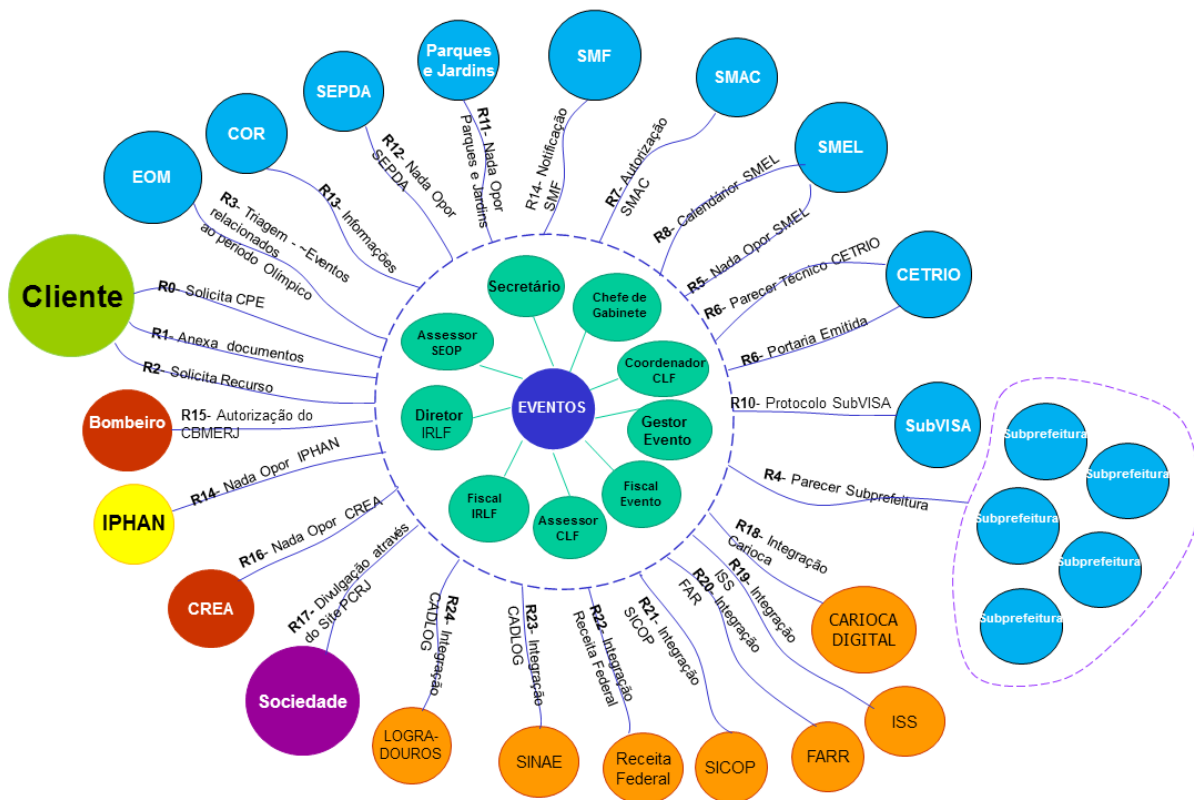 Parques
e Jardins
SMF
SMAC
SEPDA
COR
EOM
SMEL
CETRIO
SubVISA
Cliente
Bombeiro
IPHAN
CREA
Sociedade
R3- Triagem - ~Eventos
relacionados
ao período Olímpico
R13- Informações
R12- Nada Opor
SEPDA
R11- Nada Opor
Parques e Jardins
R14- Notificação
SMF
R7- Autorização
SMAC
R8- Calendárior SMEL
R5- Nada Opor SMEL
R6- Parecer Técnico CETRIO
R6- Portaria Emitida
R10- Protocolo SubVISA
R4- Parecer Subprefeitura
Subprefeitura
Subprefeitura
Subprefeitura
Subprefeitura
Subprefeitura
R0- Solicita CPE
R1- Anexa documentos
R2- Solicita Recurso
R15- Autorização do
CBMERJ
R14- Nada Opor IPHAN
R16- Nada Opor CREA
R17- Divulgação através
do Site PCRJ
Secretário
Chefe de
Gabinete
Assessor
SEOP
Coordenador
CLF
EVENTOS
Diretor
IRLF
Gestor
Evento
Fiscal
IRLF
Assessor
CLF
Fiscal
Evento
R24- Integração
CADLOG
R23- Integração
CADLOG
R22- Integração
Receita Federal
R21- Integração
SICOP
R20- Integração
FAR
R19- Integração
ISS
R18- Integração
Carioca
LOGRA-
DOUROS
SINAE
Receita
Federal
SICOP
FARR
ISS
CARIOCA
DIGITAL